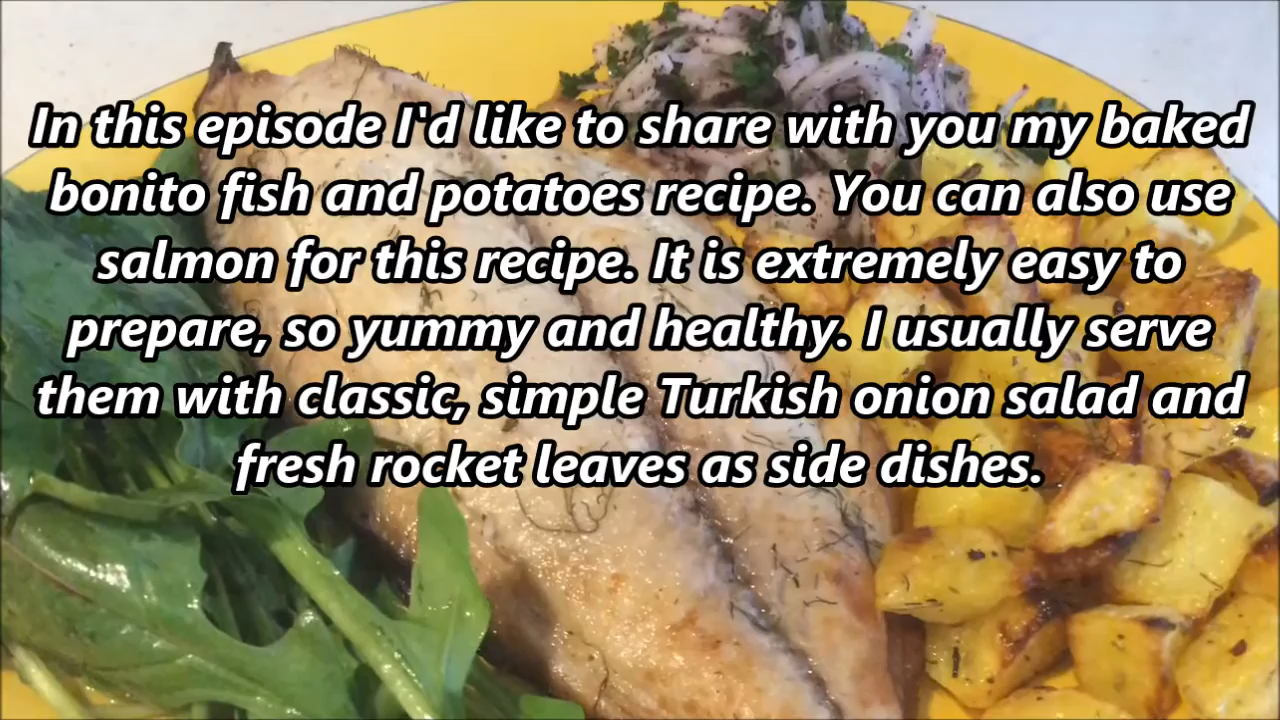 In this episode I'd like to share with you my baked
bonito fish and potatoes recipe. You can also use
salmon for this recipe. It is extremely easy to
prepare, so yummy and healthy. I usually serve
them with classic, simple Turkish onion salad and
fresh rocket leaves as side dishes.